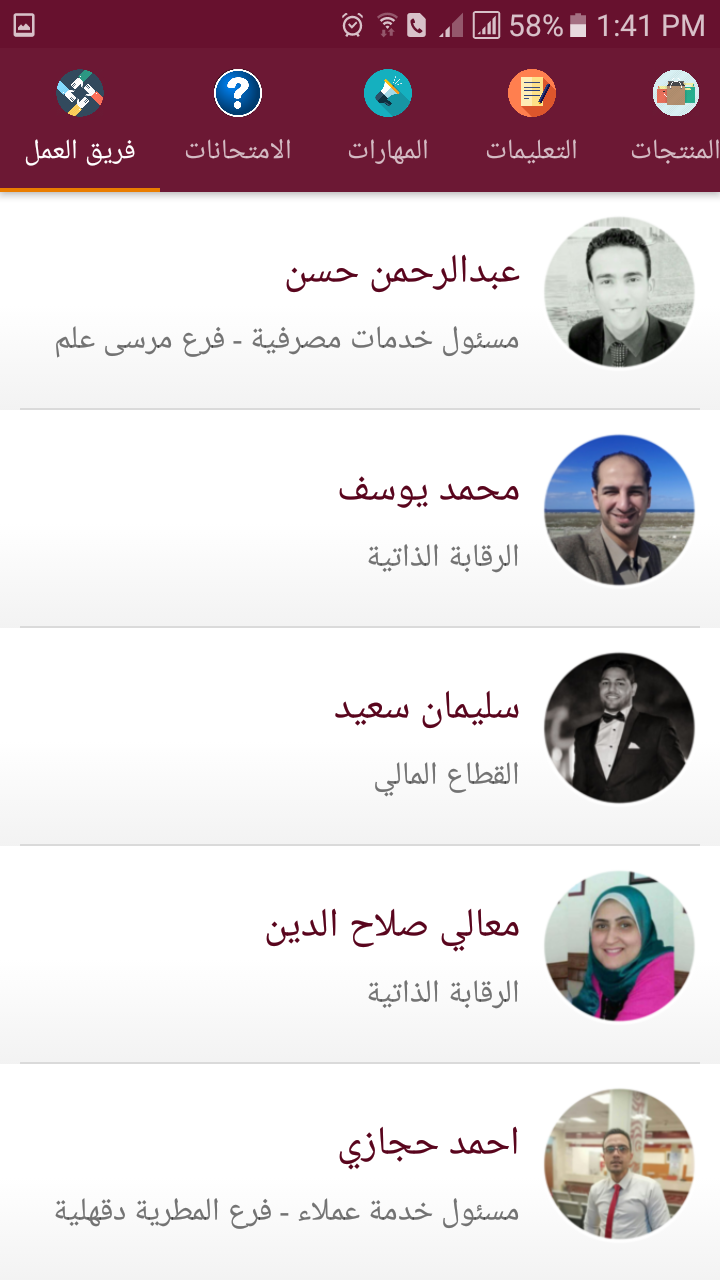 58% 1:41 PM
فريق العمل
الامتحانات
المهارات
التعليمات
المنتجات
عبدالرحمن حسن
مسئول خدمات مصرفية - فرع مرسى علم
محمد يوسف
الرقابة الذاتية
سليمان سعيد
القطاع المالي
معالي صلاح الدين
الرقابة الذاتية
احمد حجازي
مسئول خدمة عملاء - فرع المطرية دقهلية